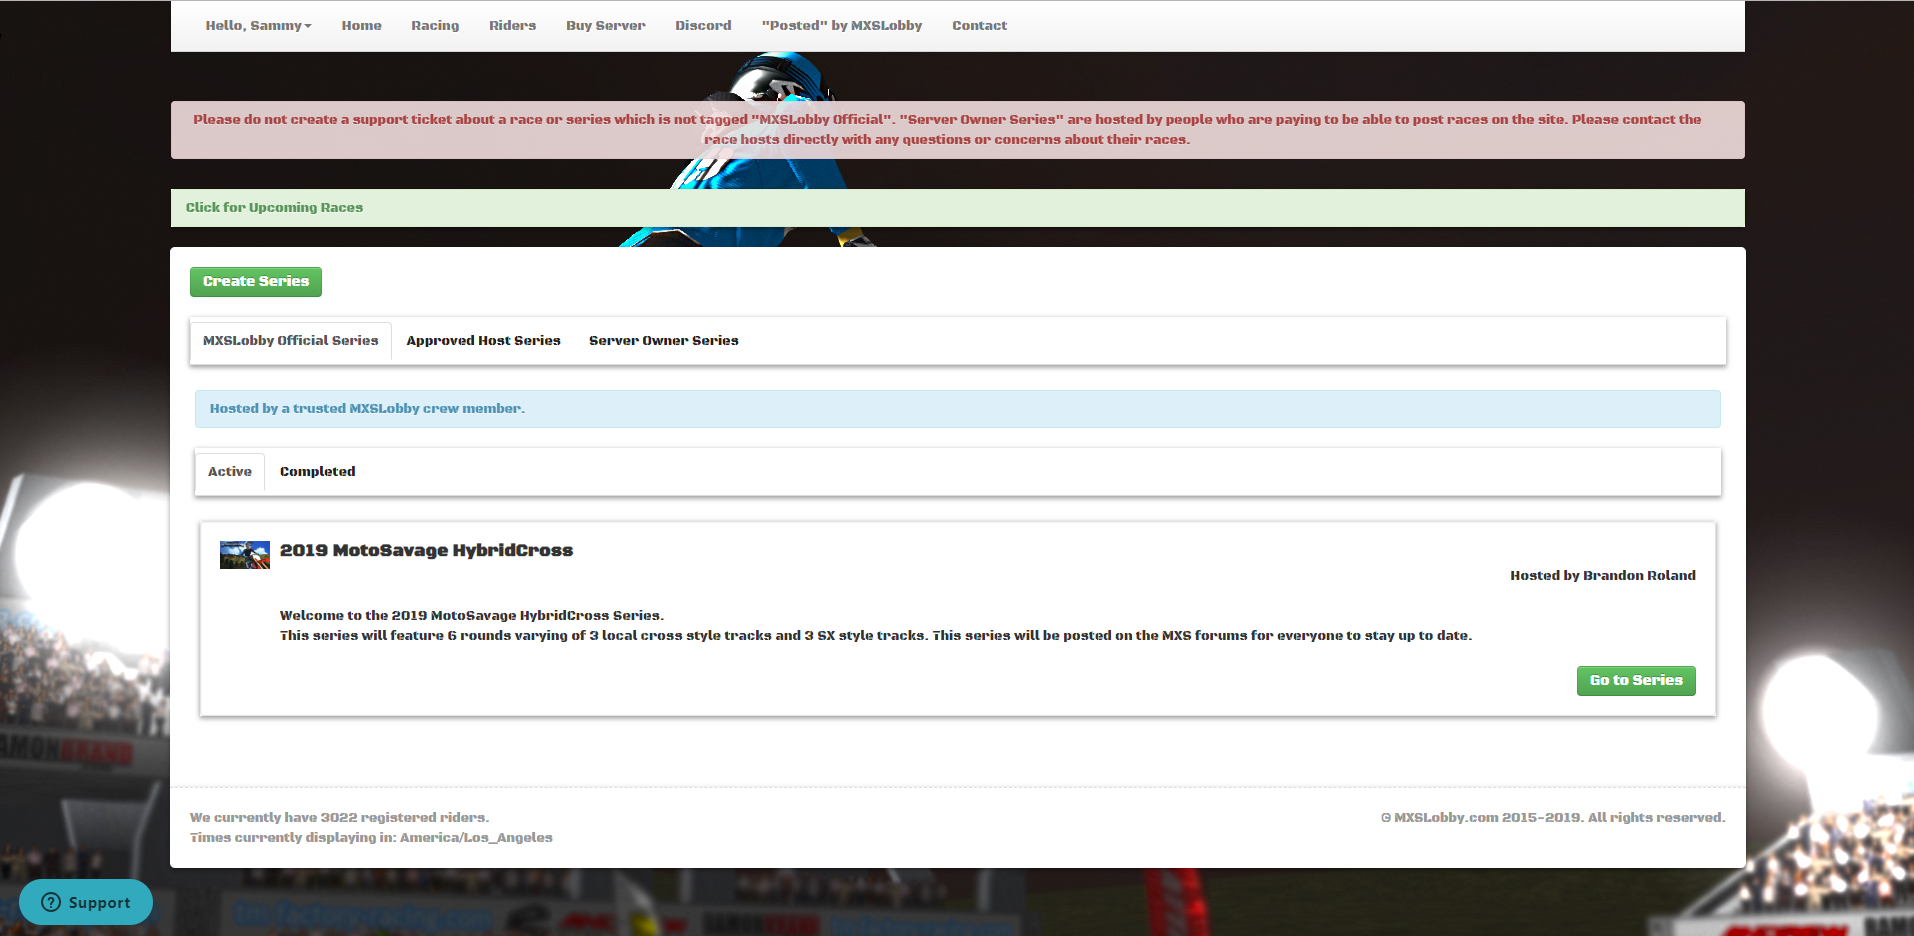 Hello, Sammy Home Racing Riders Buy Server Discord "Posted" by MXSLobby Contact
Please do not create a support ticket about a race or series which is not tagged "MXSLobby Official". "Server Owner Series" are hosted by people who are paying to be able to post races on the site. Please contact the
race hosts directly with any questions or concerns about their races.
Click for Upcoming Races
Create Series
MXSLobby Official Series Approved Host Series Server Owner Series
Hosted by a trusted MXSLobby crew member.
Active Completed
2019 MotoSavage HybridCross
Hosted by Brandon Roland
Welcome to the 2019 MotoSavage HybridCross Series.
This series will feature 6 rounds varying of 3 local cross style tracks and 3 SX style tracks. This series will be posted on the MXS forums for everyone to stay up to date.
Go to Series
We currently have 3022 registered riders.
© MXSLobby.com 2015-2019. All rights reserved.
Times currently displaying in: America/Los_Angeles
Support